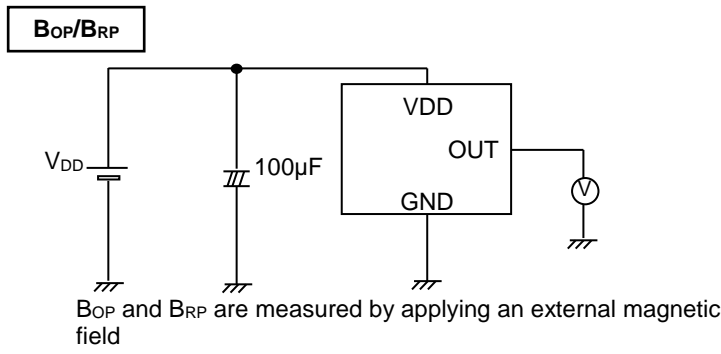 BOP/BRP
VDD
OUT
VDD
100µF
V
GND
BOP and BRP are measured by applying an external magnetic
field